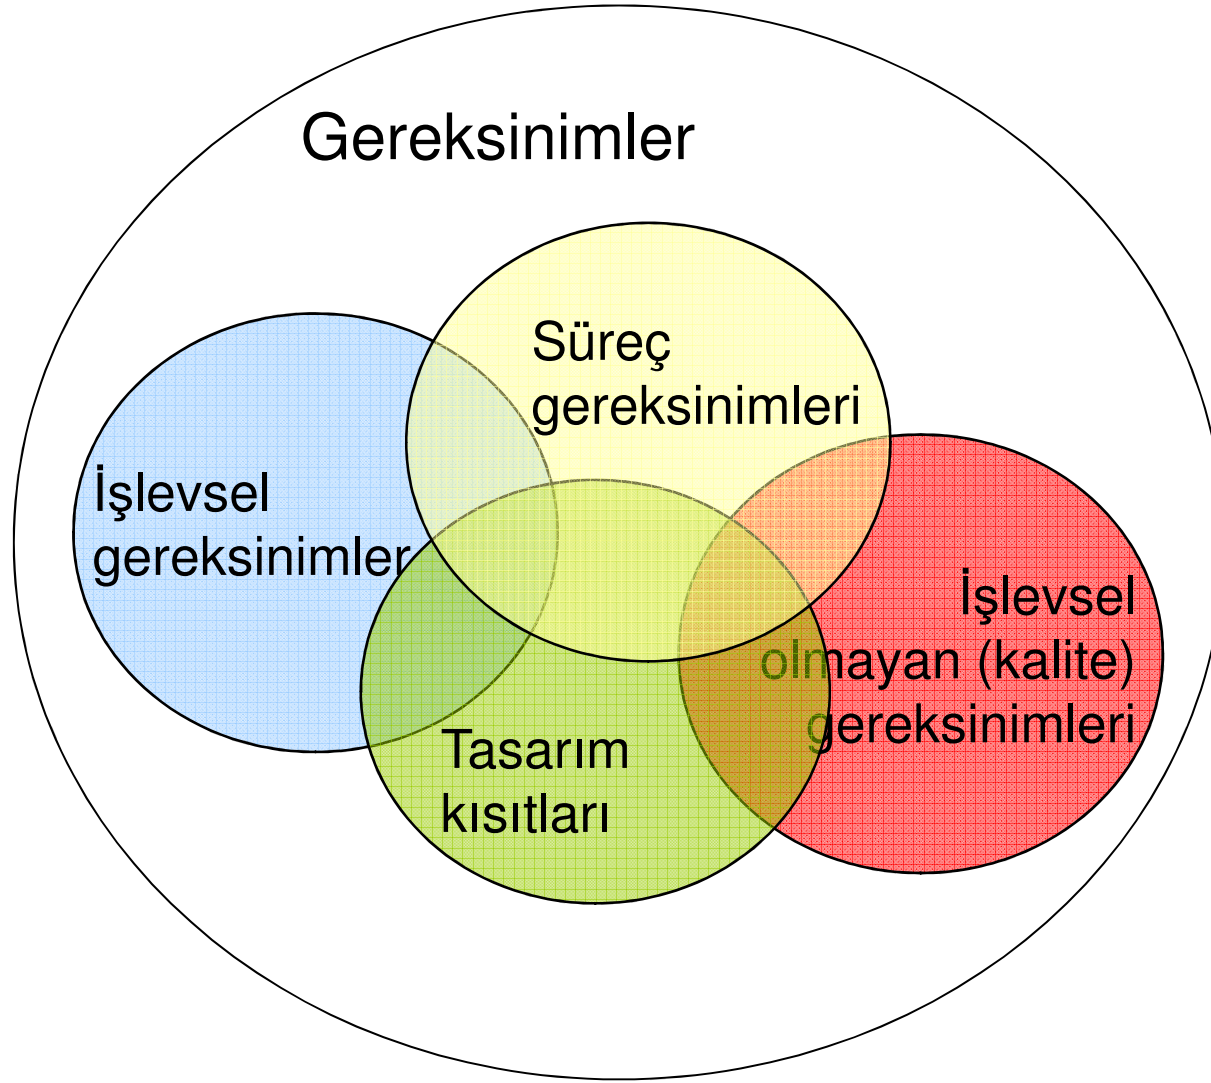 Gereksinimler
Süreç
gereksinimleri
İşlevsel
gereksinimler
İşlevsel
olmayan (kalite)
gereksinimleri
Tasarım
kısıtları